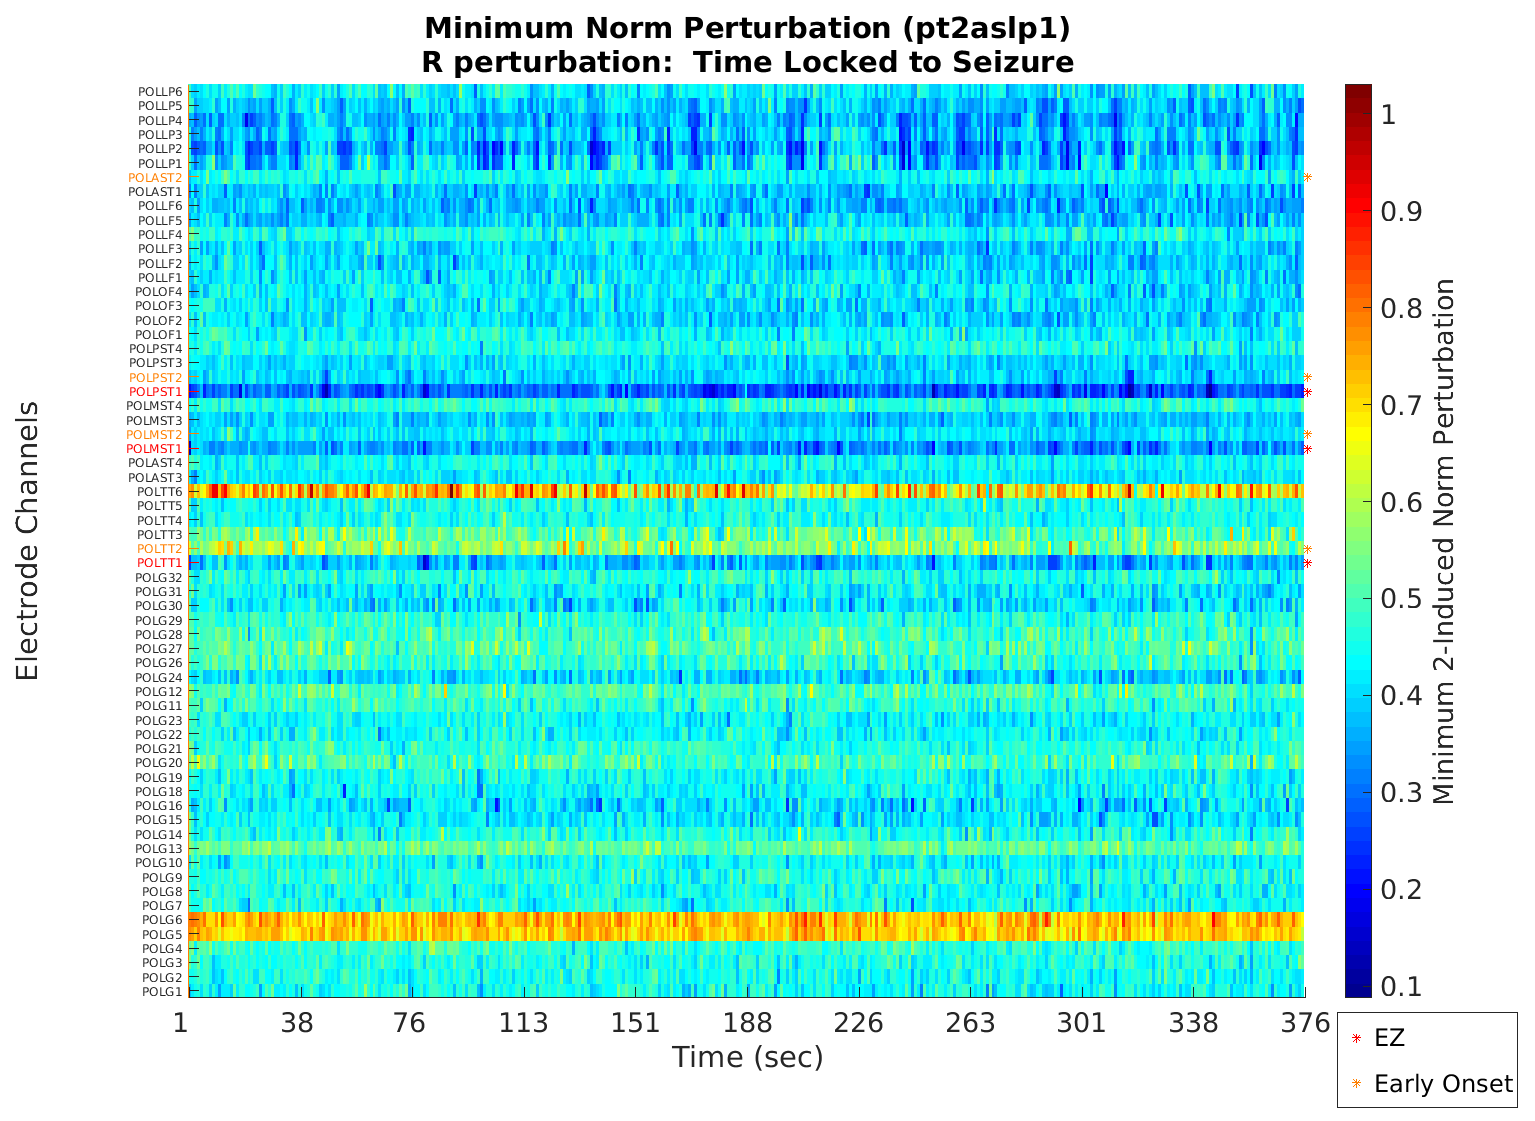 Minimum Norm Perturbation (pt2aslp1)
R perturbation:  Time Locked to Seizure
Electrode Channels
POLLP6
POLLP5
POLLP4
POLLP3
POLLP2
POLLP1
POLAST2
POLAST1
POLLF6
POLLF5
POLLF4
POLLF3
POLLF2
POLLF1
POLOF4
POLOF3
POLOF2
POLOF1
POLPST4
POLPST3
POLPST2
POLPST1
POLMST4
POLMST3
POLMST2
POLMST1
POLAST4
POLAST3
POLTT6
POLTT5
POLTT4
POLTT3
POLTT2
POLTT1
POLG32
POLG31
POLG30
POLG29
POLG28
POLG27
POLG26
POLG24
POLG12
POLG11
POLG23
POLG22
POLG21
POLG20
POLG19
POLG18
POLG16
POLG15
POLG14
POLG13
POLG10
POLG9
POLG8
POLG7
POLG6
POLG5
POLG4
POLG3
POLG2
POLG1
1 38 76 113 151 188 226 263 301 338 376
Time (sec)
1
0.9
0.8
0.7
0.6
0.5
0.4
0.3
0.2
0.1
Minimum 2-Induced Norm Perturbation
EZ
Early Onset